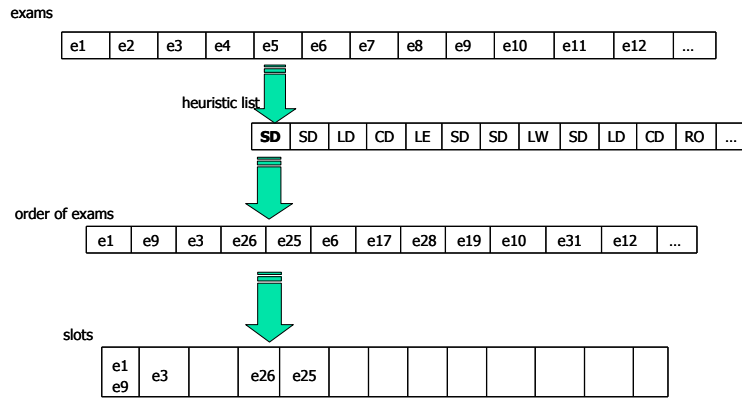 exams
e1 e2 e3 e4 e5 e6 e7 e8 e9 e10 e11 e12 ...
heuristic list
SD SD LD CD LE SD SD LW SD LD CD RO ...
order of exams
e1 e9 e3 e26 e25 e6 e17 e28 e19 e10 e31 e12 ...
slots
e1
e9 e3 e26 e25